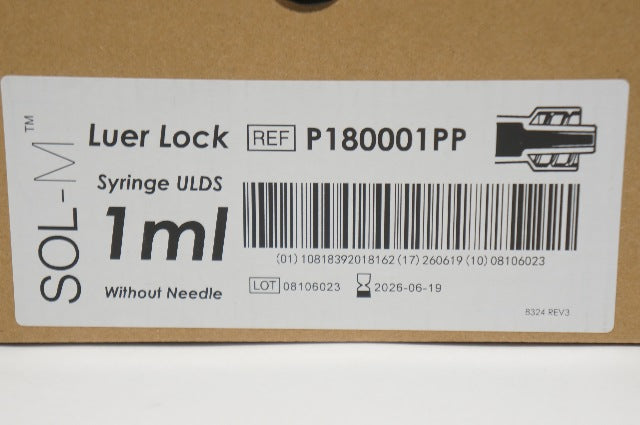 SOL-M™
Luer Lock REF P180001PP
Syringe ULDS
1ml
Without Needle
(01) 10818392018162 (17) 260619 (10) 08106023
LOT 08106023 2026-06-19
8324 REV3